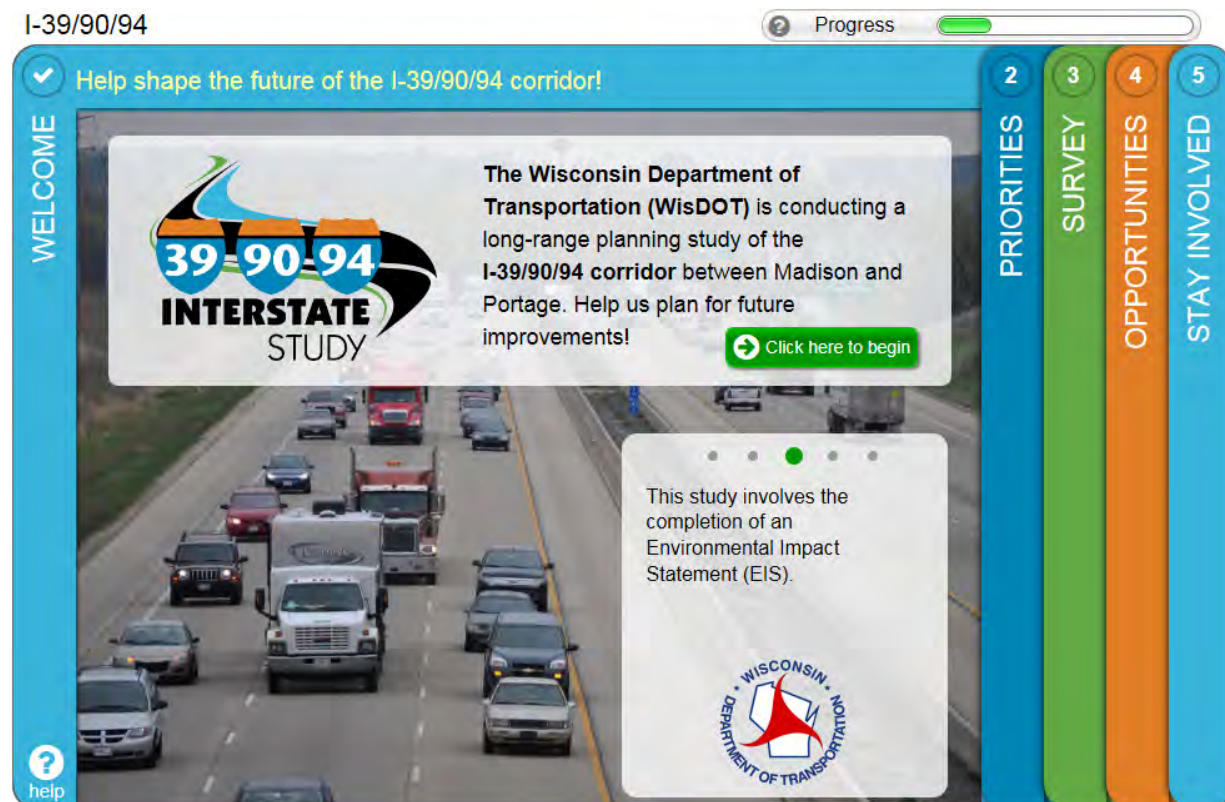 I-39/90/94
Progress
Help shape the future of the I-39/90/94 corridor!
WELCOME
39 90 94
INTERSTATE
STUDY
The Wisconsin Department of
Transportation (WisDOT) is conducting a
long-range planning study of the
I-39/90/94 corridor between Madison and
Portage. Help us plan for future
improvements!
Click here to begin
This study involves the
completion of an
Environmental Impact
Statement (EIS).
WISCONSIN
DEPARTMENT OF TRANSPORTATION
?
help
2
PRIORITIES
3
SURVEY
4
OPPORTUNITIES
5
STAY INVOLVED